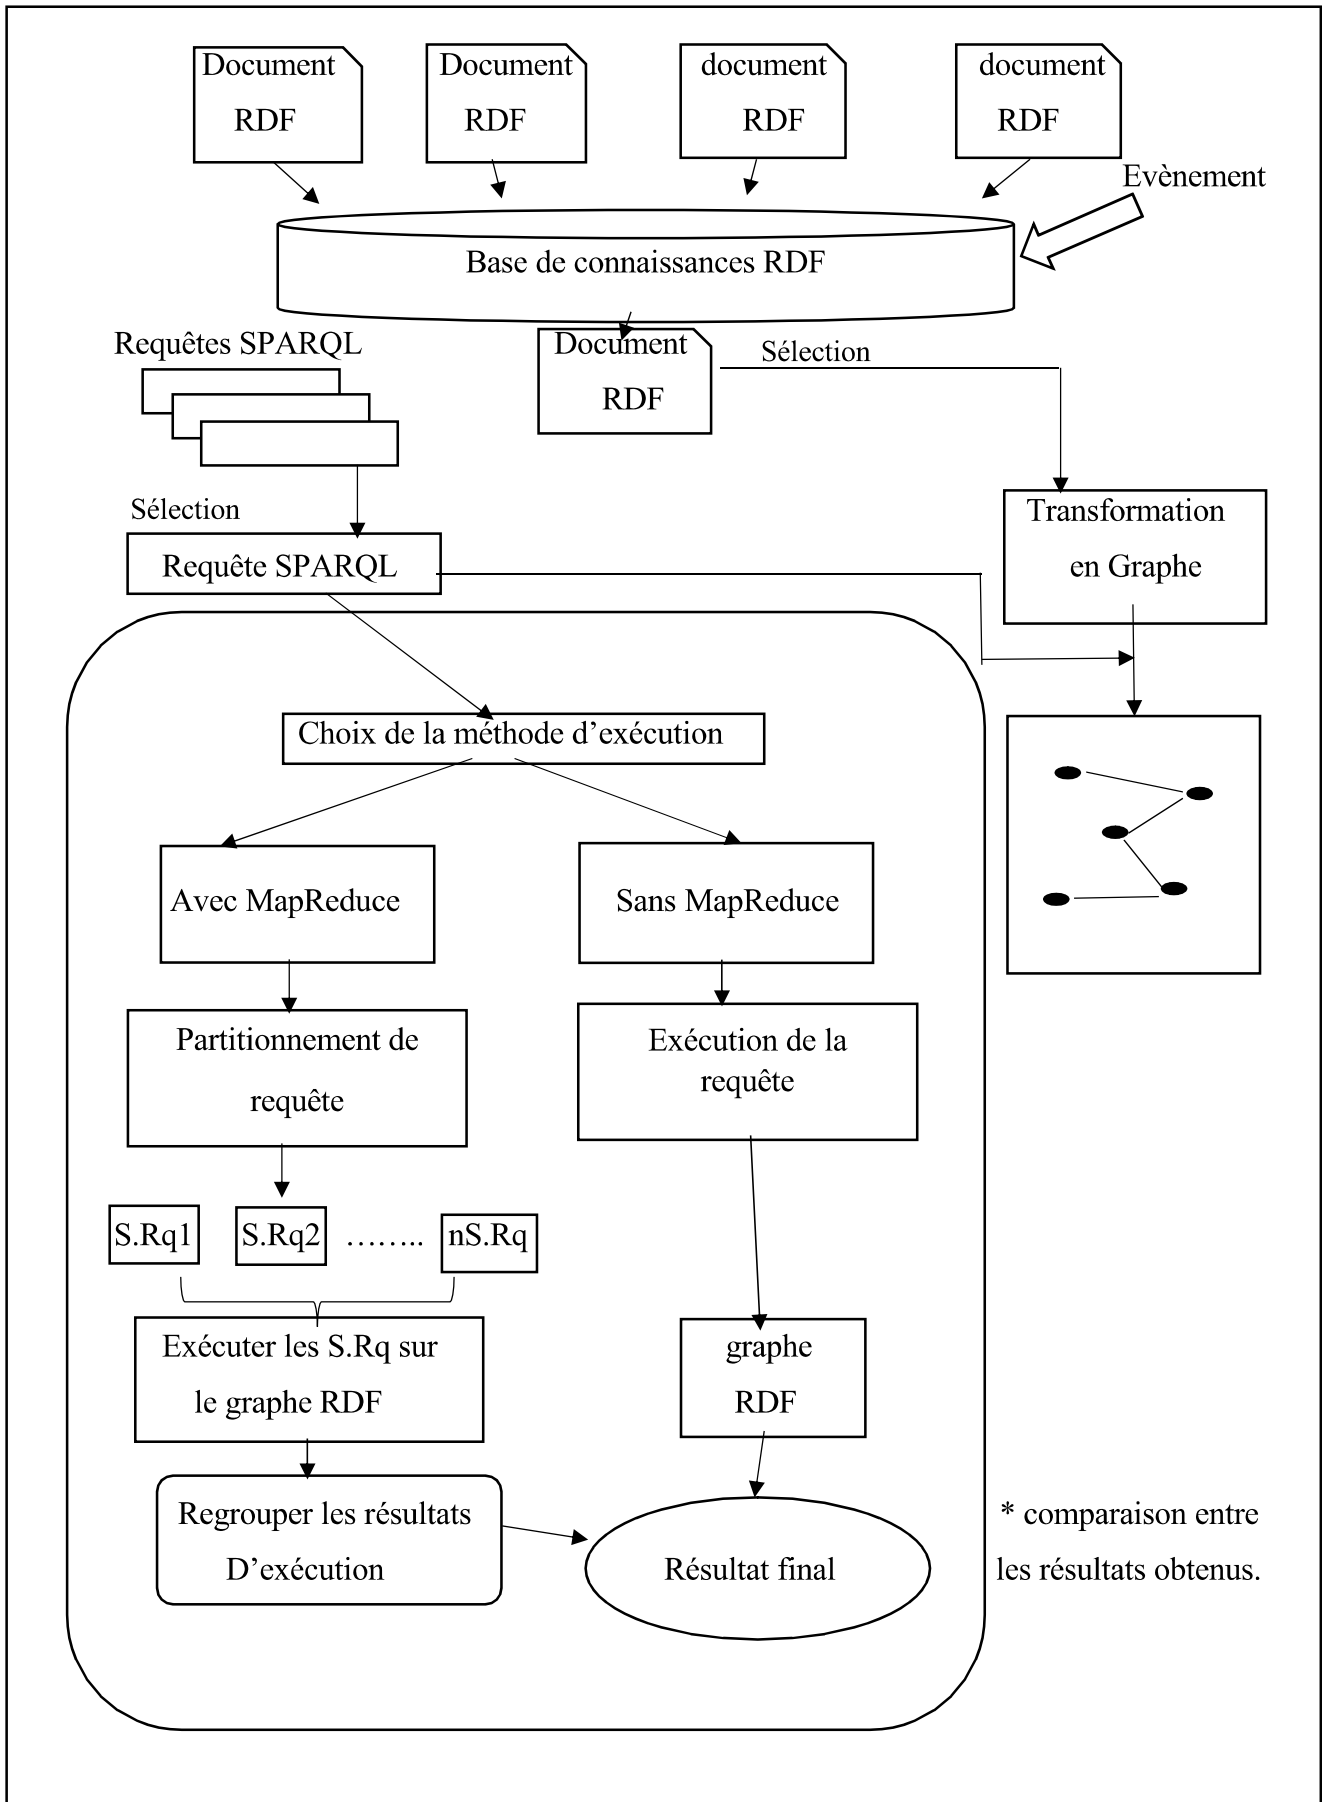 Document
RDF
Document
RDF
document
RDF
document
RDF
Evènement
Base de connaissances RDF
Requêtes SPARQL
Document
RDF
Sélection
Sélection
Requête SPARQL
Transformation
en Graphe
Choix de la méthode d’exécution
Avec MapReduce
Sans MapReduce
Partitionnement de
requête
Exécution de la
requête
S.Rq1
S.Rq2
……..
nS.Rq
Exécuter les S.Rq sur
le graphe RDF
graphe
RDF
Regrouper les résultats
D’exécution
Résultat final
* comparaison entre
les résultats obtenus.